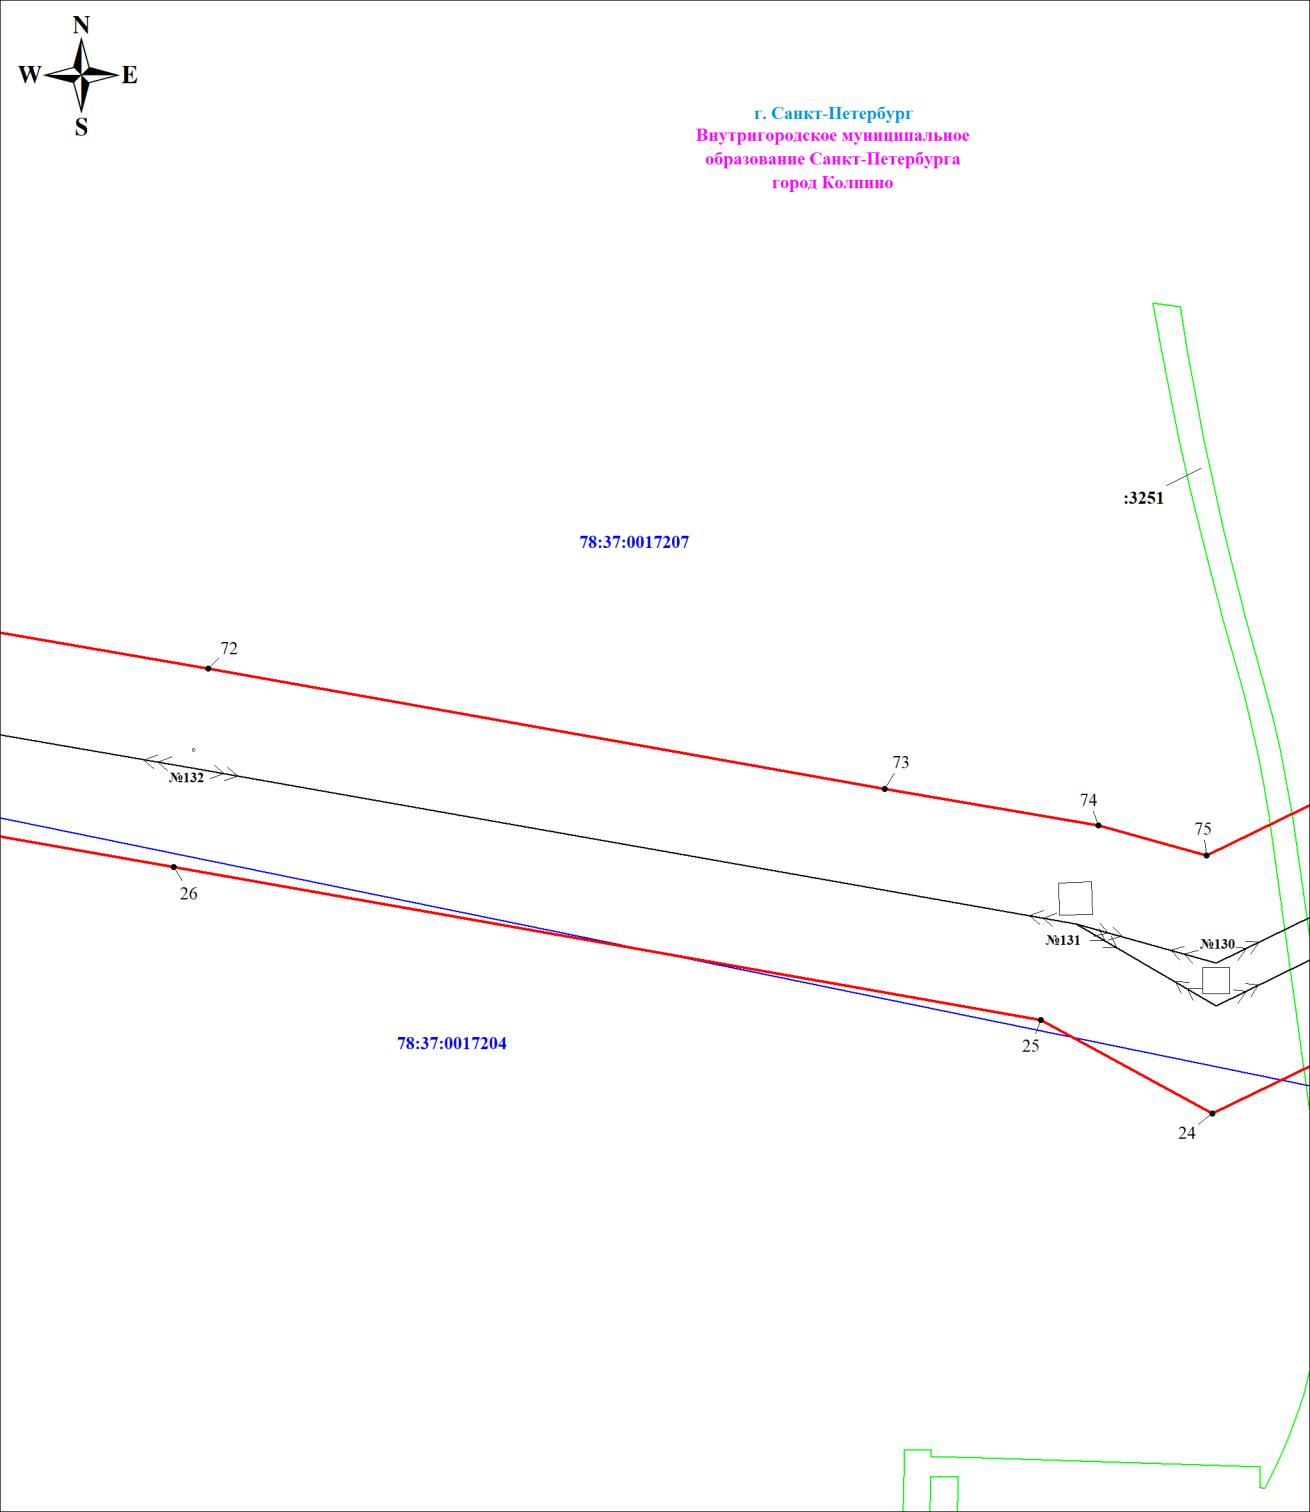 N
W E
S
г. Санкт-Петербург
Внутригородское муниципальное
образование Санкт-Петербурга
город Колпино
:3251
78:37:0017207
72
73
№132
74
75
26
№131
№130
78:37:0017204
25
24